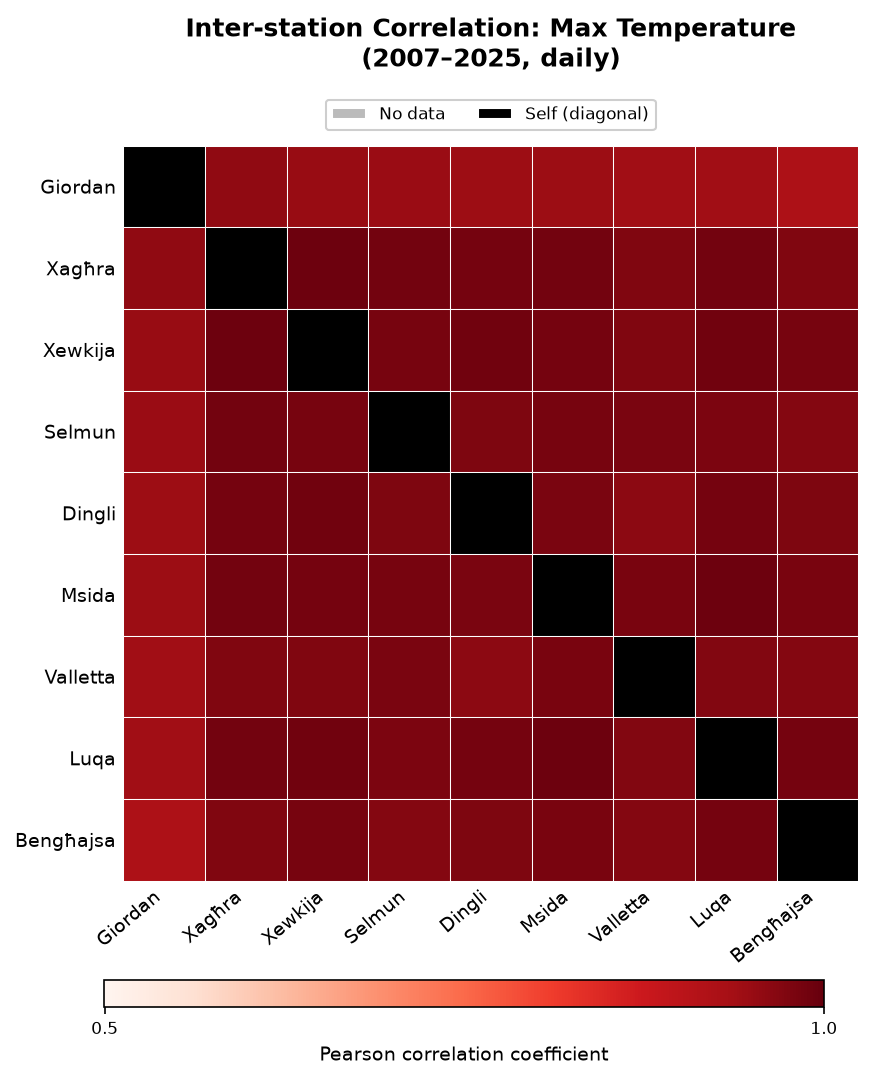 Inter-station Correlation: Max Temperature
(2007–2025, daily)
No data
Self (diagonal)
Giordan
Xagħra
Xewkija
Selmun
Dingli
Msida
Valletta
Luqa
Bengħajsa
Giordan
Xagħra
Xewkija
Selmun
Dingli
Msida
Valletta
Luqa
Bengħajsa
0.5
1.0
Pearson correlation coefficient